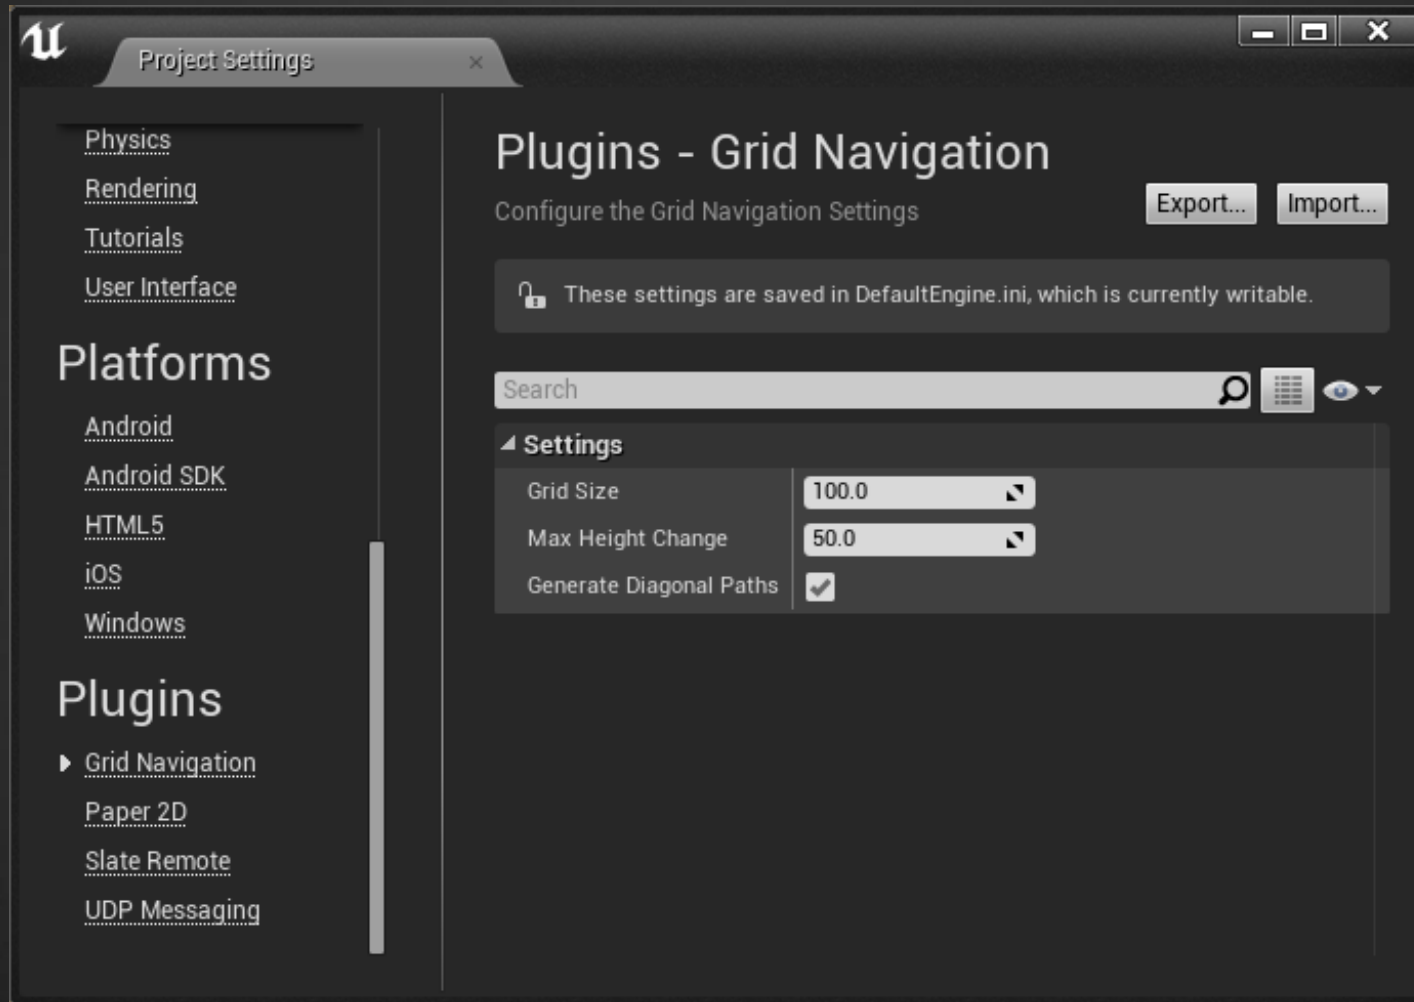 Project Settings
Physics
Rendering
Tutorials
User Interface
Platforms
Android
Android SDK
HTML5
iOS
Windows
Plugins
Grid Navigation
Paper 2D
Slate Remote
UDP Messaging
Plugins - Grid Navigation
Configure the Grid Navigation Settings
Export...
Import...
These settings are saved in DefaultEngine.ini, which is currently writable.
Search
Settings
Grid Size 100.0
Max Height Change 50.0
Generate Diagonal Paths